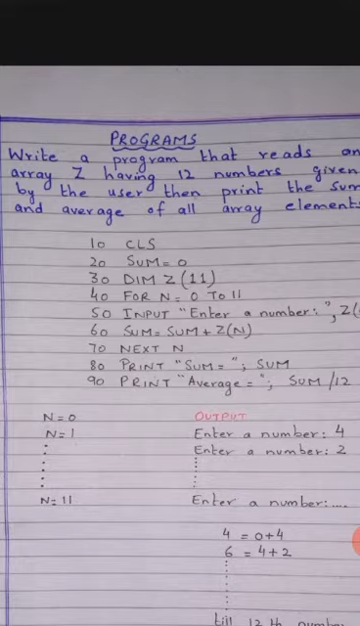 PROGRAMS
Write a program that reads an
array Z having 12 numbers given
by the user then print the sum
and average of all array elements
10 CLS
20 SUM = 0
30 DIM Z (11)
40 FOR N = 0 TO 11
50 INPUT "Enter a number: ", Z(
60 SUM = SUM + Z(N)
70 NEXT N
80 PRINT "SUM = "; SUM
90 PRINT "Average = "; SUM /12
N = 0 OUTPUT
N = 1 Enter a number: 4
Enter a number: 2
N = 11 Enter a number: ....
4 = 0+4
6 = 4+2
till 12 th number